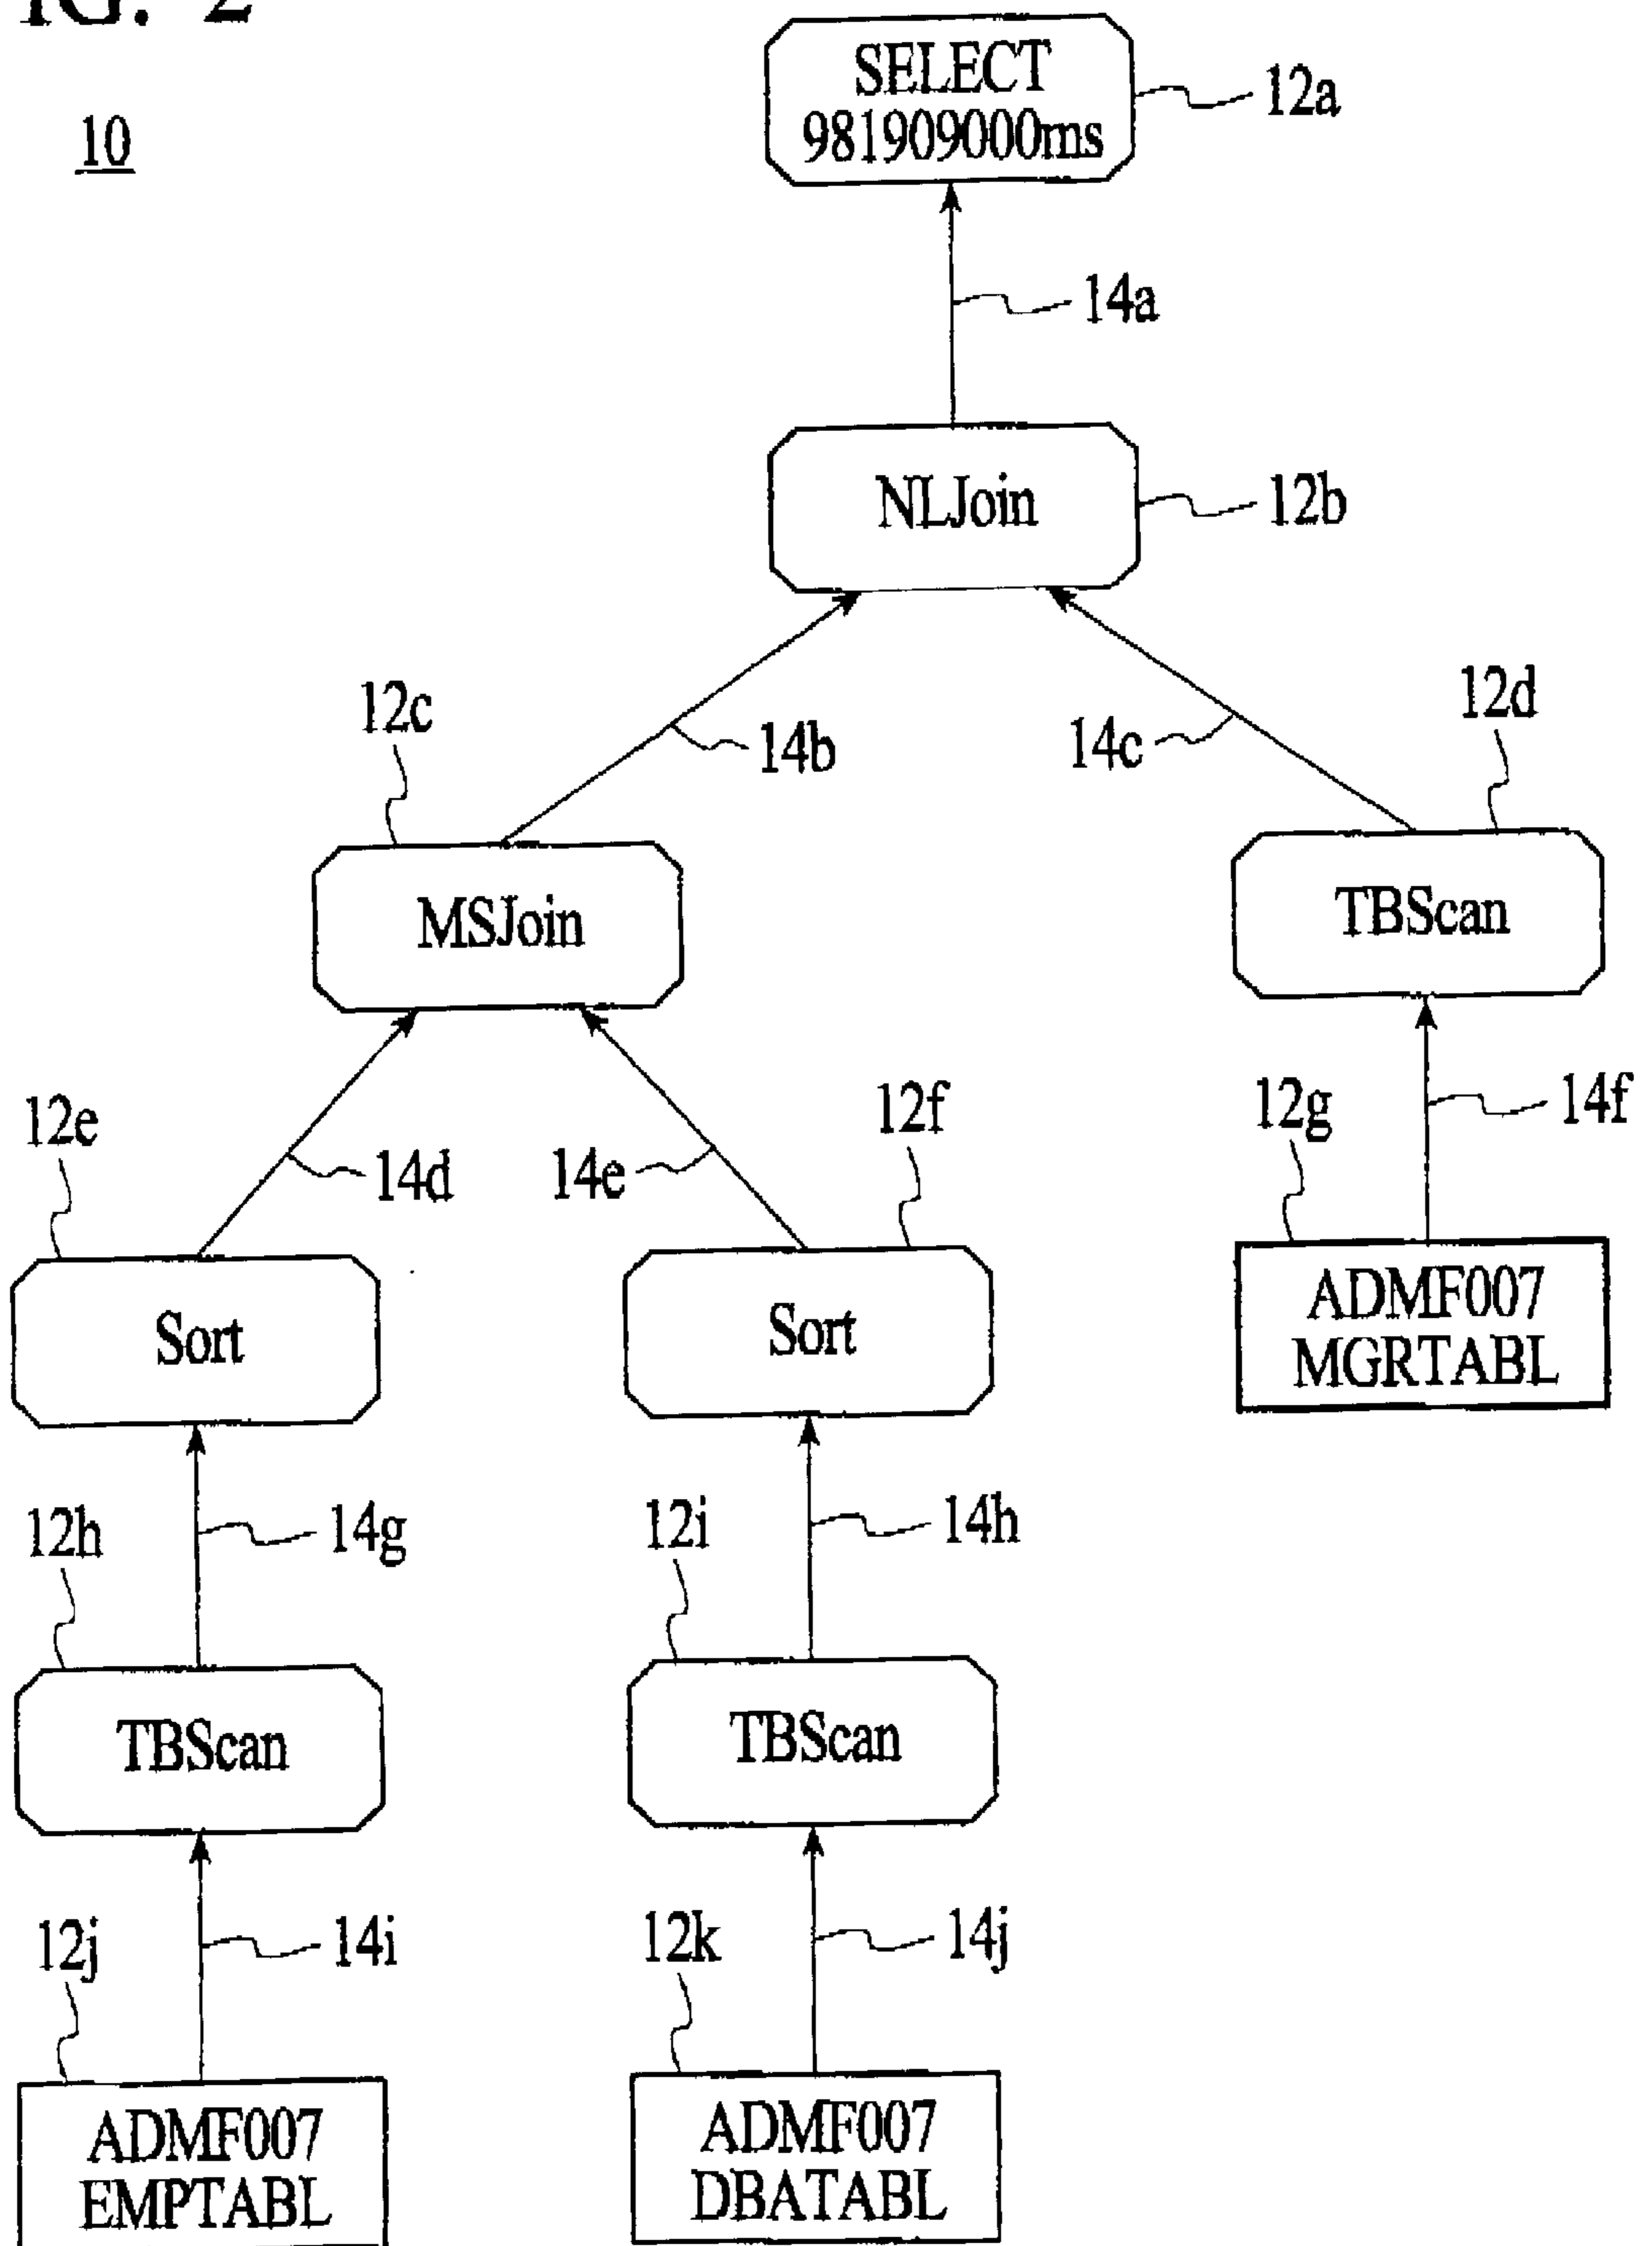 FIG. 2
10
SELECT
981909000ms
12a
14a
NLJoin
12b
12c
14b
14c
12d
MSJoin
TBScan
12e
14d
14e
12f
12g
14f
Sort
Sort
ADMF007
MGRTABL
12h
14g
12i
14h
TBScan
TBScan
12j
14i
12k
14j
ADMF007
EMPTABL
ADMF007
DBATABL